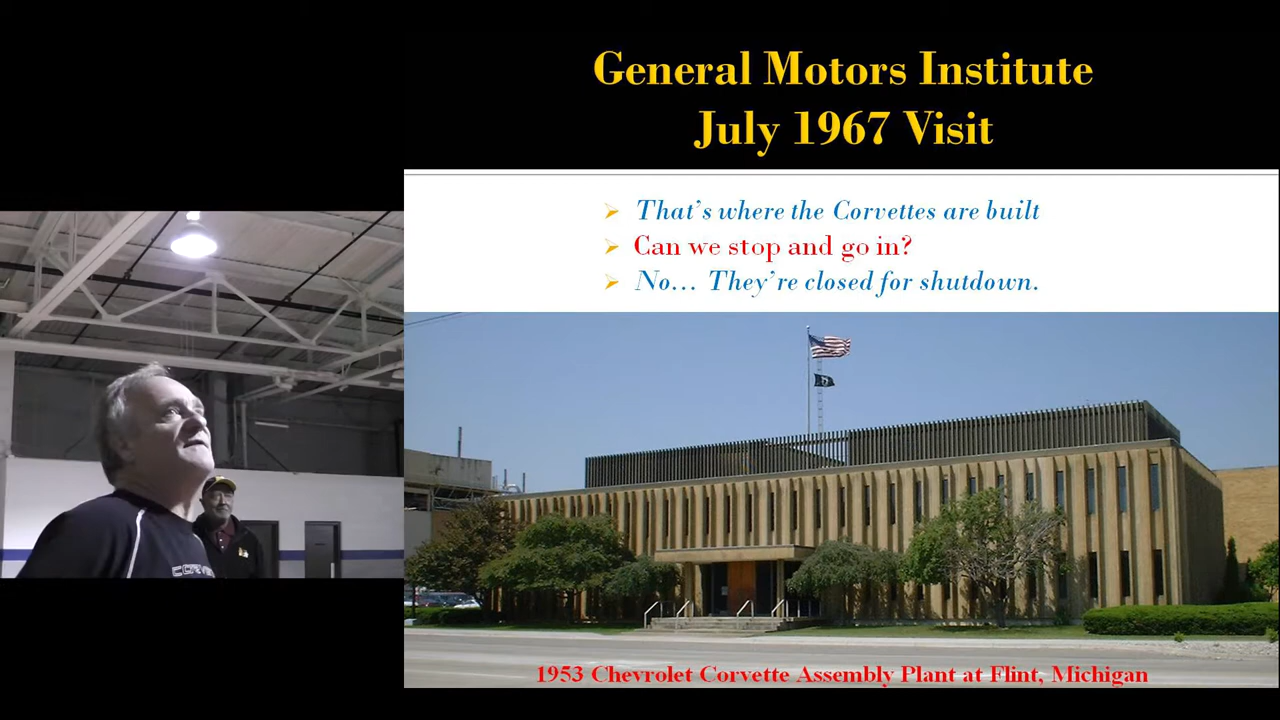 General Motors Institute
July 1967 Visit
That's where the Corvettes are built
Can we stop and go in?
No... They're closed for shutdown.
1953 Chevrolet Corvette Assembly Plant at Flint, Michigan